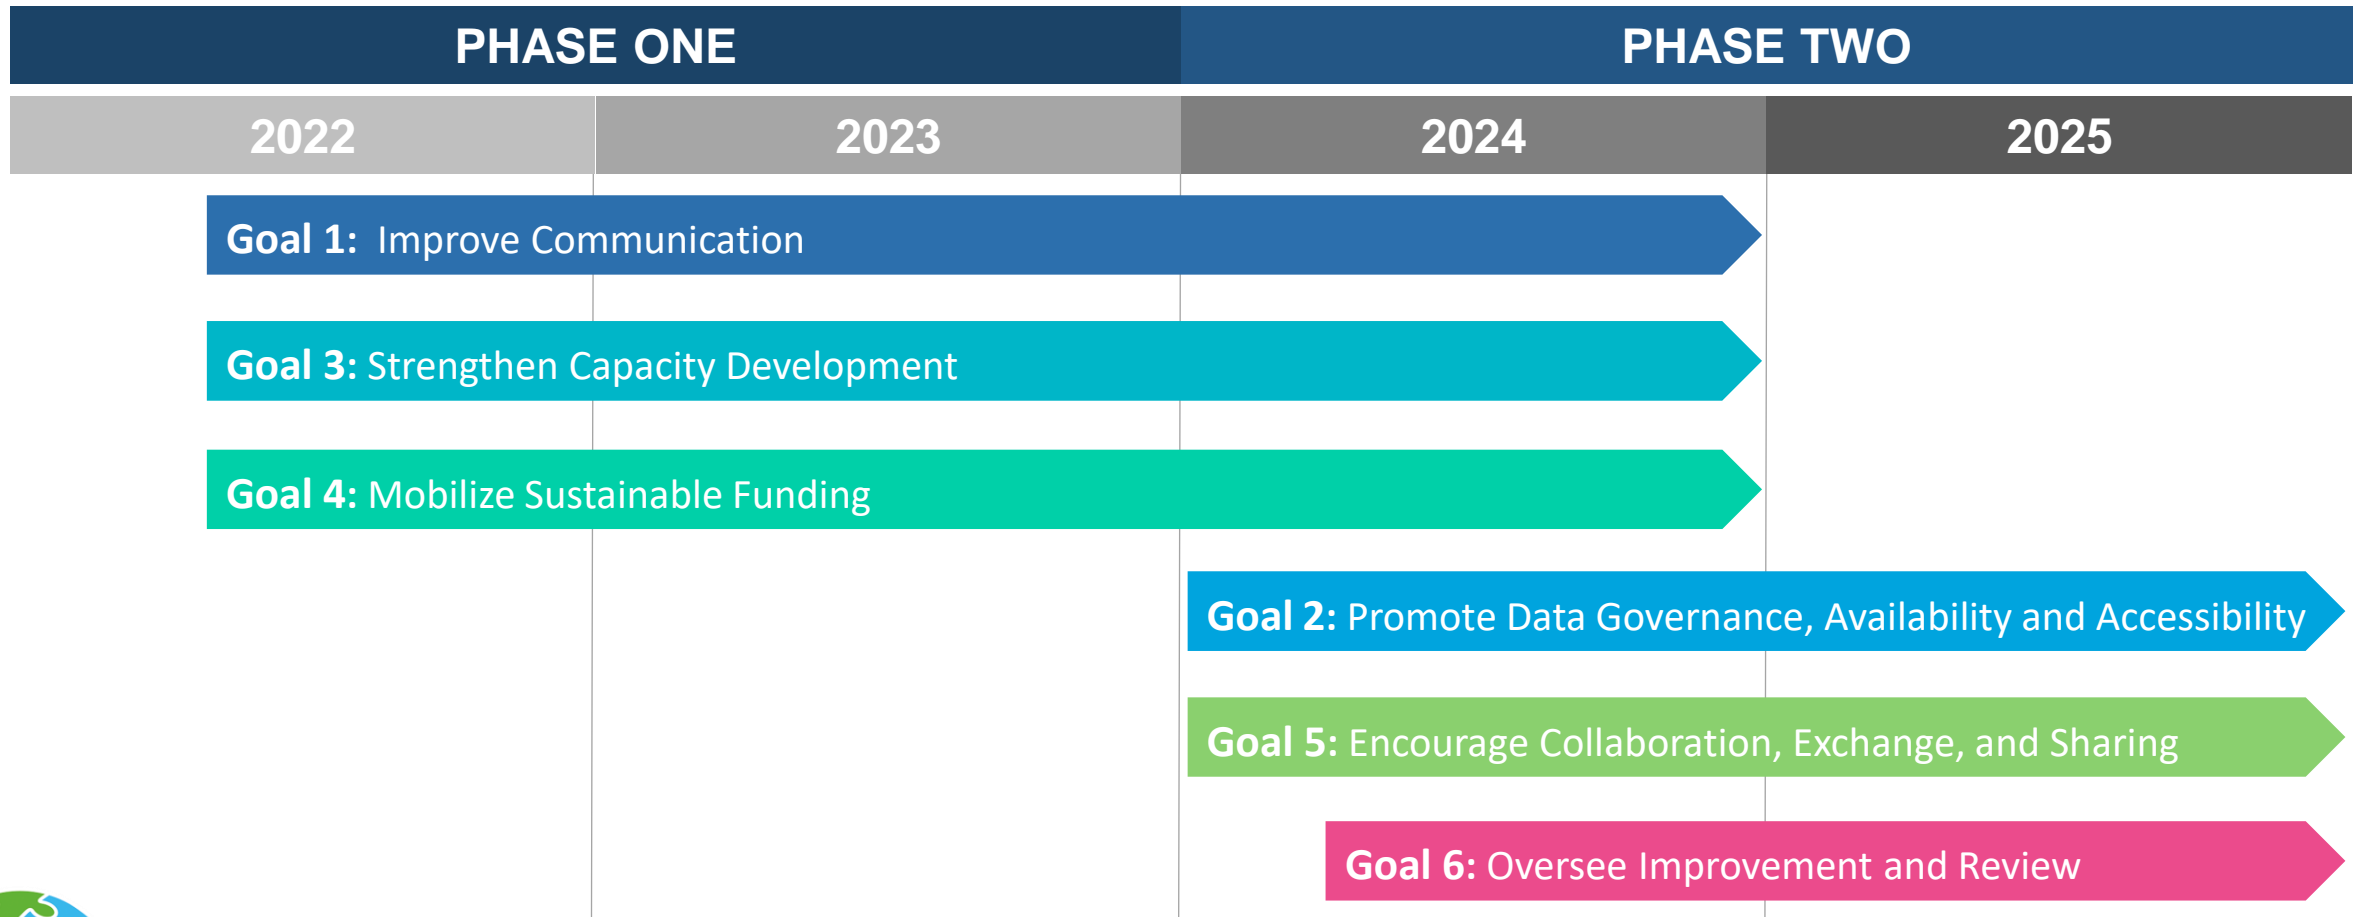 PHASE ONE
PHASE TWO
2022
2023
2024
2025
Goal 1: Improve Communication
Goal 3: Strengthen Capacity Development
Goal 4: Mobilize Sustainable Funding
Goal 2: Promote Data Governance, Availability and Accessibility
Goal 5: Encourage Collaboration, Exchange, and Sharing
Goal 6: Oversee Improvement and Review